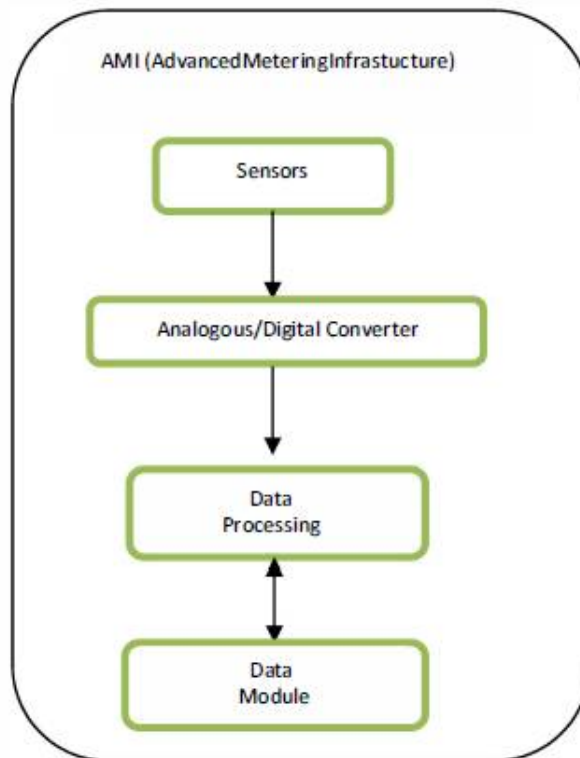 AMI (AdvancedMeteringInfrastucture)
Sensors
Analogous/Digital Converter
Data
Processing
Data
Module